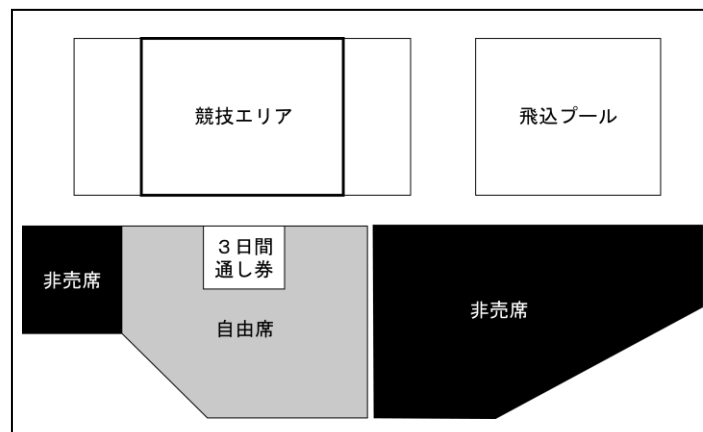 競技エリア
飛込プール
3日間
通し券
非売席
自由席
非売席